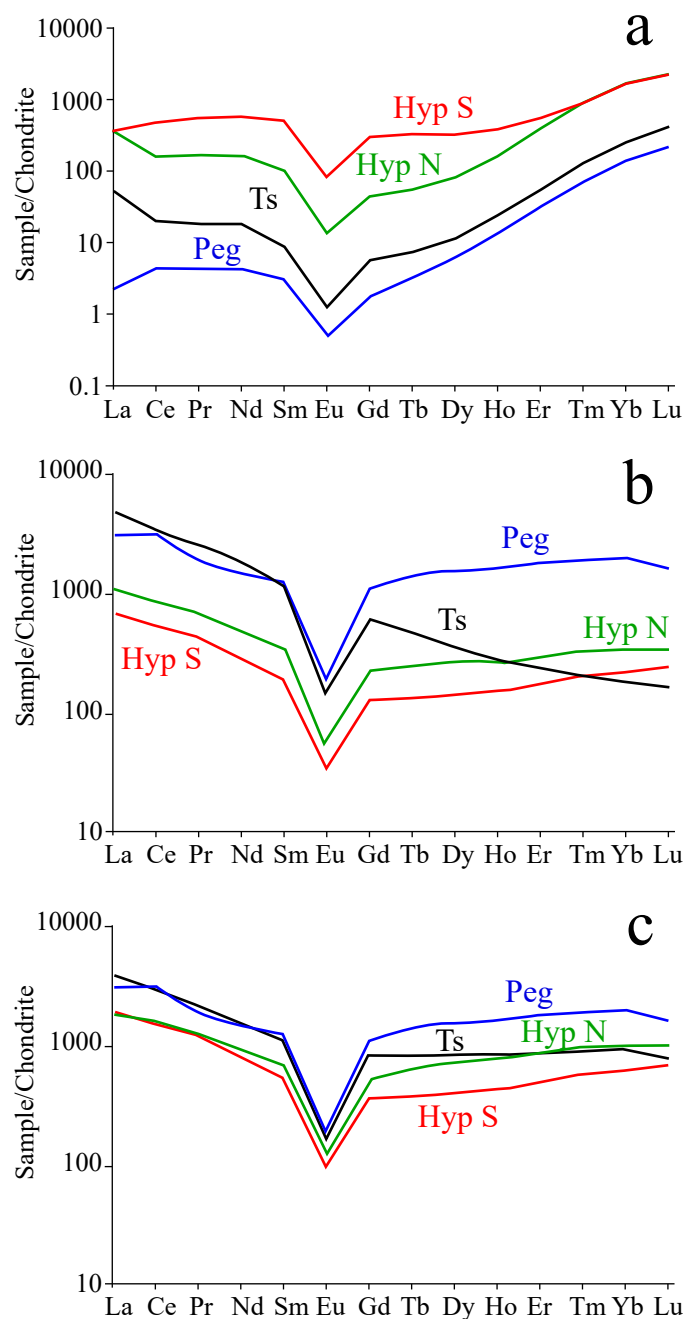 a
10000
1000
100
10
1
0.1
Sample/Chondrite
Hyp S
Hyp N
Ts
Peg
La Ce Pr Nd Sm Eu Gd Tb Dy Ho Er Tm Yb Lu
b
10000
1000
100
10
Sample/Chondrite
Peg
Ts
Hyp N
Hyp S
La Ce Pr Nd Sm Eu Gd Tb Dy Ho Er Tm Yb Lu
c
10000
1000
100
10
Sample/Chondrite
Peg
Hyp N
Ts
Hyp S
La Ce Pr Nd Sm Eu Gd Tb Dy Ho Er Tm Yb Lu